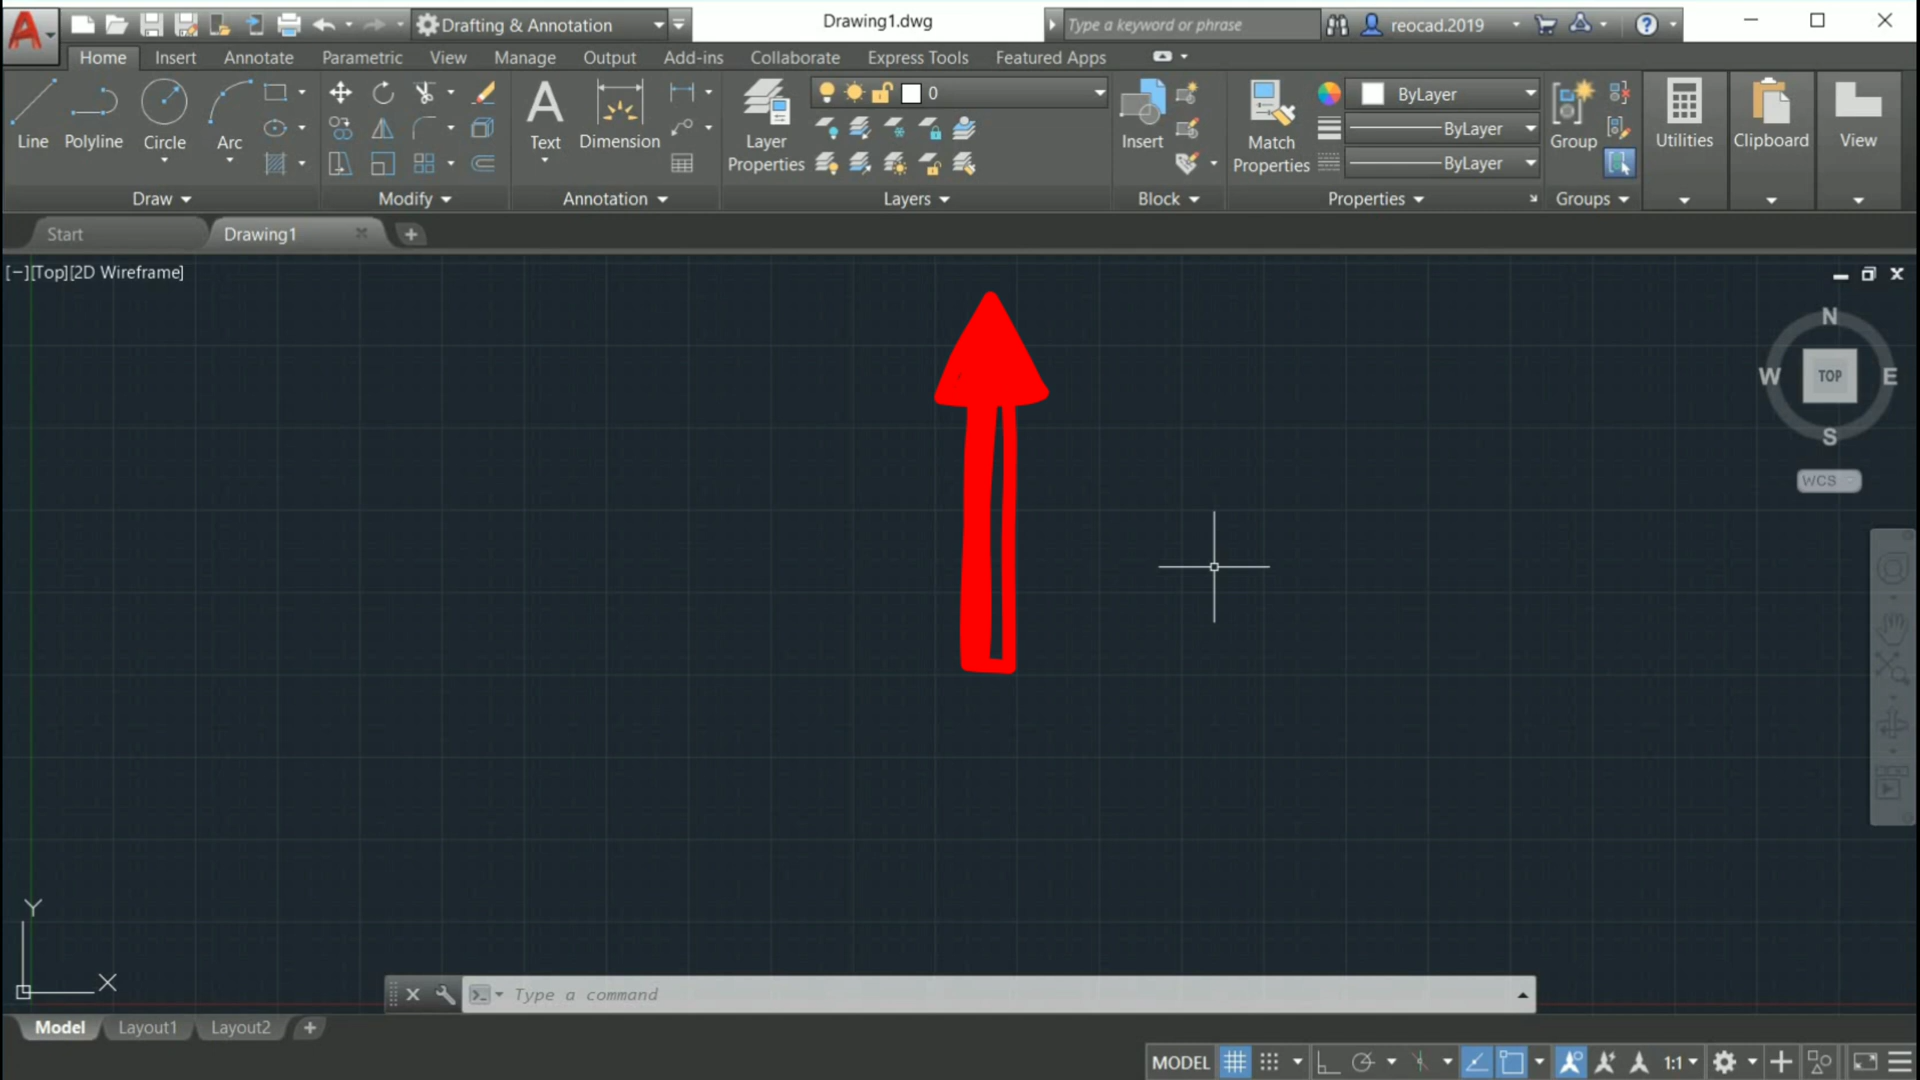 Drafting & Annotation
Drawing1.dwg
Type a keyword or phrase
reocad.2019
Home Insert Annotate Parametric View Manage Output Add-ins Collaborate Express Tools Featured Apps
Line Polyline Circle Arc
Text Dimension
Layer Properties
0
Insert
Match Properties
ByLayer
ByLayer
ByLayer
Group
Utilities Clipboard View
Draw Modify Annotation Layers Block Properties Groups
Start Drawing1
[−][Top][2D Wireframe]
N
W TOP E
S
WCS
Y
X
Type a command
Model Layout1 Layout2
MODEL 1:1